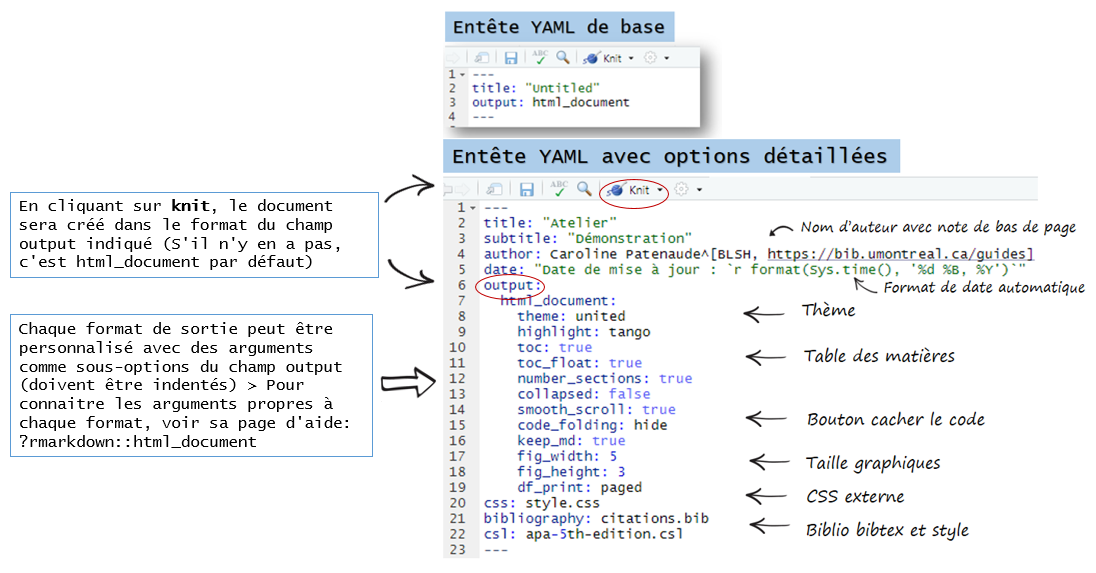 Entête YAML de base
ABC
Knit
1 ---
2 title: "Untitled"
3 output: html_document
4 ---
Entête YAML avec options détaillées
ABC
Knit
En cliquant sur knit, le document
sera créé dans le format du champ
output indiqué (S'il n'y en a pas,
c'est html_document par défaut)
Chaque format de sortie peut être
personnalisé avec des arguments
comme sous-options du champ output
(doivent être indentés) > Pour
connaitre les arguments propres à
chaque format, voir sa page d'aide:
?rmarkdown::html_document
1 ---
2 title: "Atelier"
3 subtitle: "Démonstration"
4 author: Caroline Patenaude^[BLSH, https://bib.umontreal.ca/guides]
5 date: "Date de mise à jour : `r format(Sys.time(), '%d %B, %Y')`"
6 output:
7 html_document:
8 theme: united
9 highlight: tango
10 toc: true
11 toc_float: true
12 number_sections: true
13 collapsed: false
14 smooth_scroll: true
15 code_folding: hide
16 keep_md: true
17 fig_width: 5
18 fig_height: 3
19 df_print: paged
20 css: style.css
21 bibliography: citations.bib
22 csl: apa-5th-edition.csl
23 ---
Nom d'auteur avec note de bas de page
Format de date automatique
Thème
Table des matières
Bouton cacher le code
Taille graphiques
CSS externe
Biblio bibtex et style